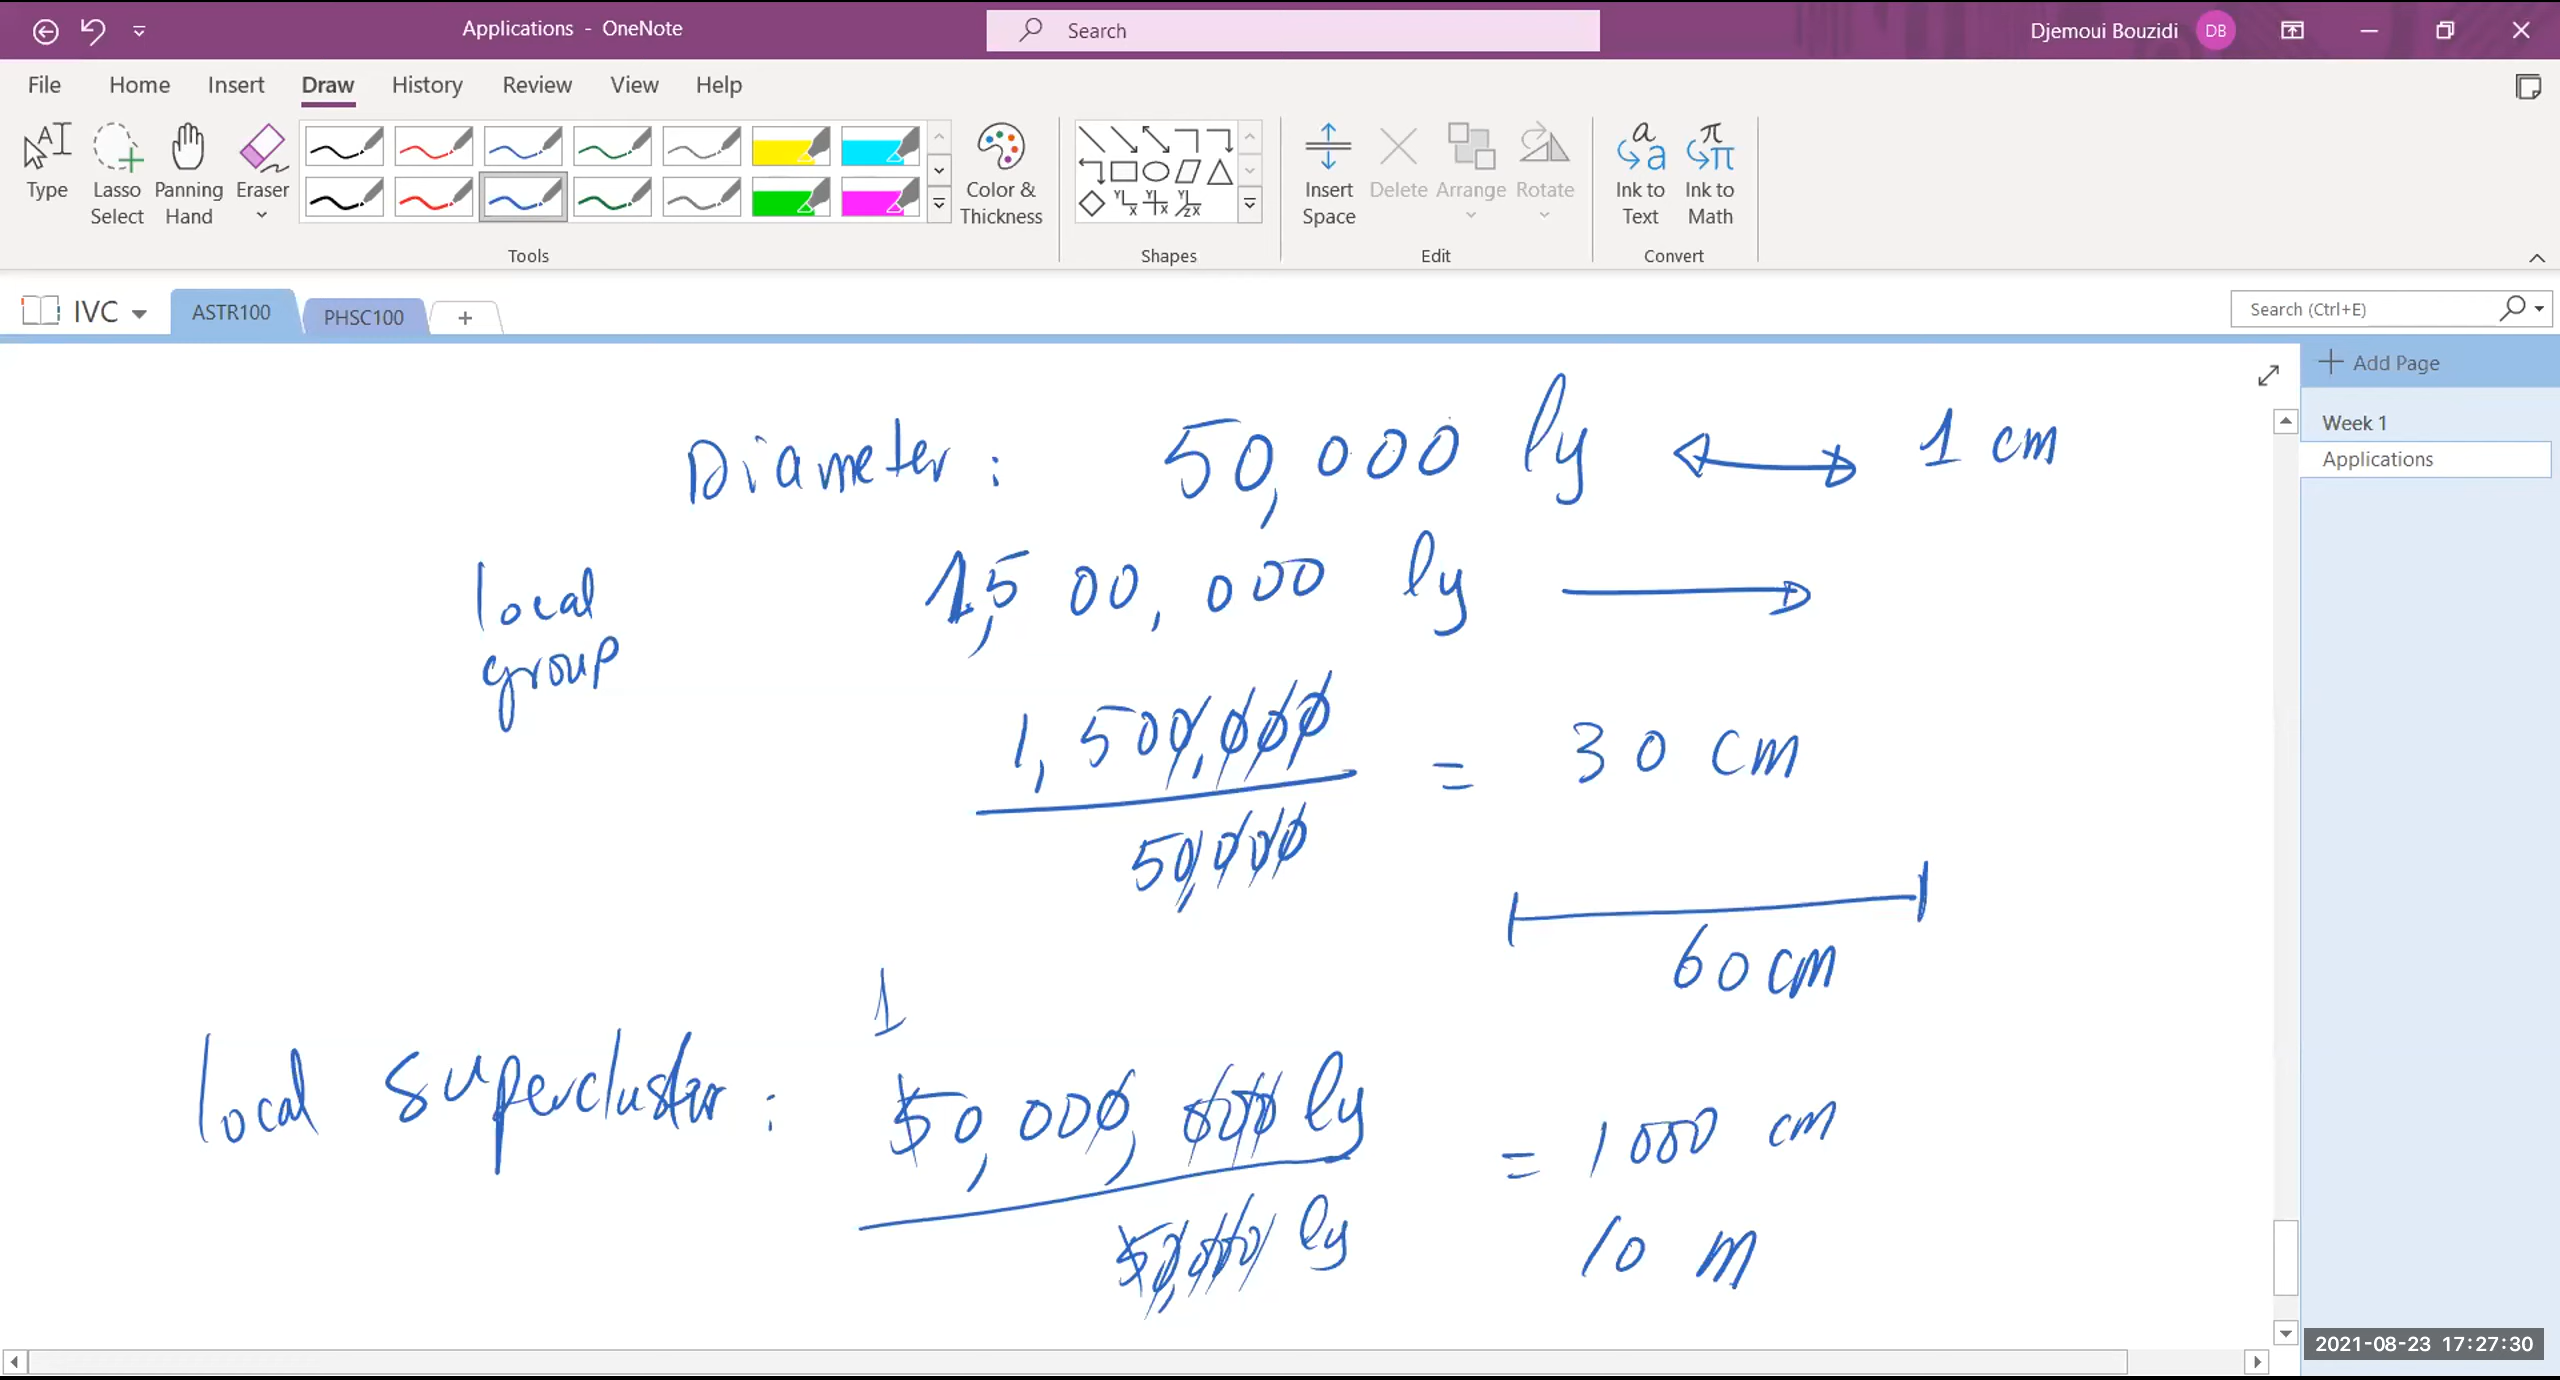 Applications - OneNote
Search
Djemoui Bouzidi DB
File Home Insert Draw History Review View Help
Type
Lasso Select
Panning Hand
Eraser
Color & Thickness
Insert Space
Delete
Arrange
Rotate
Ink to Text
Ink to Math
Tools Shapes Edit Convert
IVC ASTR100 PHSC100 +
Search (Ctrl+E)
Add Page
Week 1
Applications
Diameter: 50,000 ly ↔ 1 cm
local group 1,500,000 ly →
1,500,000
= 30 cm
50,000
60 cm
1
local supercluster: 50,000,000 ly
= 1000 cm
50,000 ly
10 m
2021-08-23 17:27:30